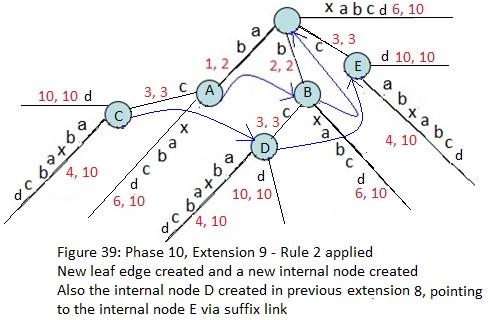 x a b c d 6, 10
a
b
1, 2
b
2, 2
c
3, 3
E
d 10, 10
10, 10 d
3, 3 c
A
B
C
c
3, 3
D
x
a
b
c
d
6, 10
a
b
x
a
b
c
d
4, 10
a
b
x
a
b
c
d
4, 10
x
a
b
c
d
6, 10
a
b
x
a
b
c
d
4, 10
d
10, 10
Figure 39: Phase 10, Extension 9 - Rule 2 applied
New leaf edge created and a new internal node created
Also the internal node D created in previous extension 8, pointing
to the internal node E via suffix link